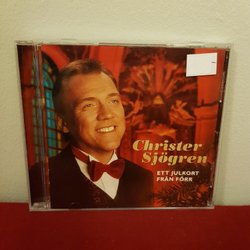 Christer
Sjögren
ETT JULKORT
FRÅN FÖRR